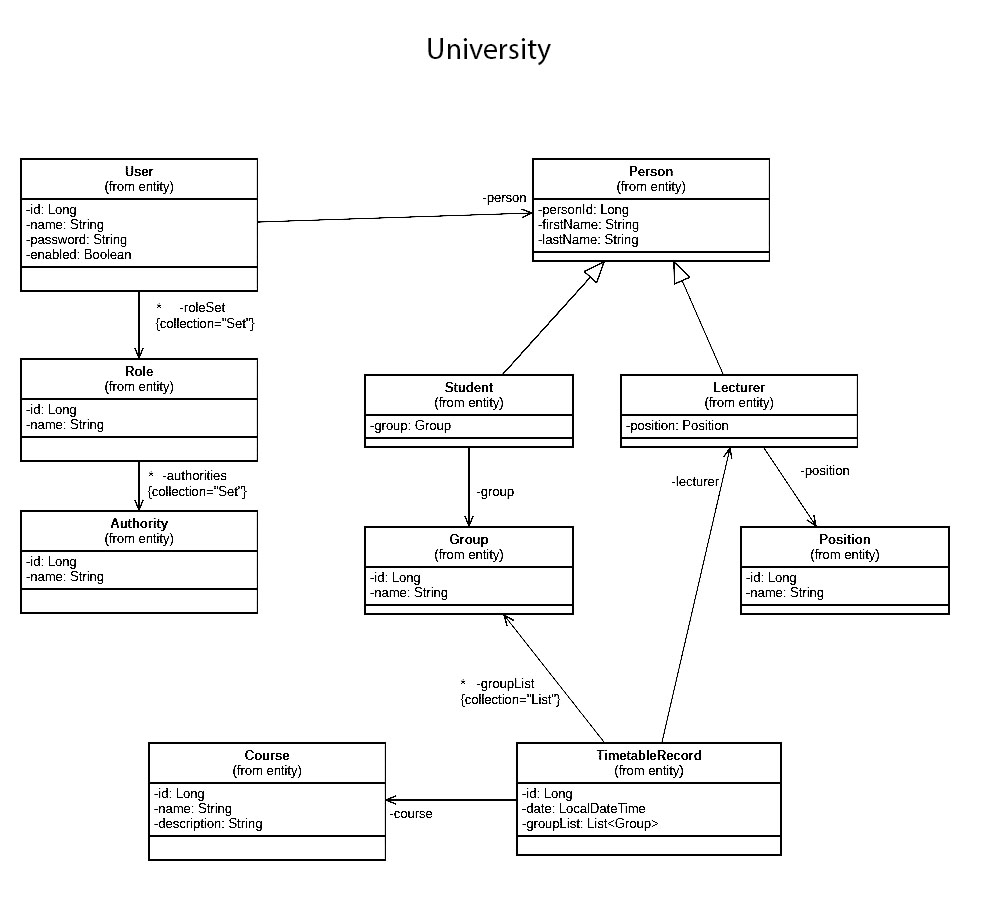 University
User
(from entity)
-id: Long
-name: String
-password: String
-enabled: Boolean
-person
Person
(from entity)
-personId: Long
-firstName: String
-lastName: String
* -roleSet
{collection="Set"}
Role
(from entity)
-id: Long
-name: String
Student
(from entity)
-group: Group
Lecturer
(from entity)
-position: Position
* -authorities
{collection="Set"}
-group
-lecturer
-position
Authority
(from entity)
-id: Long
-name: String
Group
(from entity)
-id: Long
-name: String
Position
(from entity)
-id: Long
-name: String
* -groupList
{collection="List"}
Course
(from entity)
-id: Long
-name: String
-description: String
-course
TimetableRecord
(from entity)
-id: Long
-date: LocalDateTime
-groupList: List<Group>